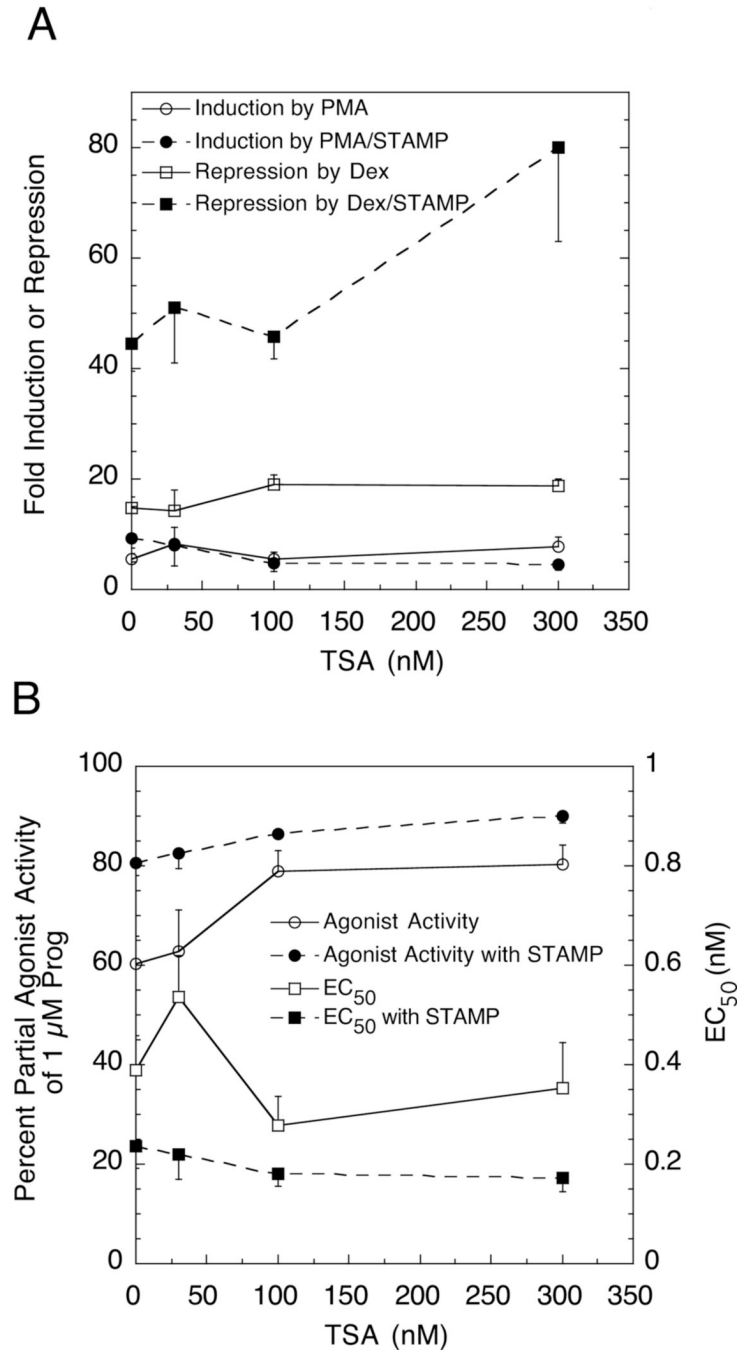 A
Induction by PMA
Induction by PMA/STAMP
Repression by Dex
Repression by Dex/STAMP
Fold Induction or Repression
80
60
40
20
0
0 50 100 150 200 250 300 350
TSA (nM)
B
Percent Partial Agonist Activity
of 1 µM Prog
100
80
60
40
20
0
Agonist Activity
Agonist Activity with STAMP
EC50
EC50 with STAMP
1
0.8
0.6
0.4
0.2
0
EC50 (nM)
0 50 100 150 200 250 300 350
TSA (nM)